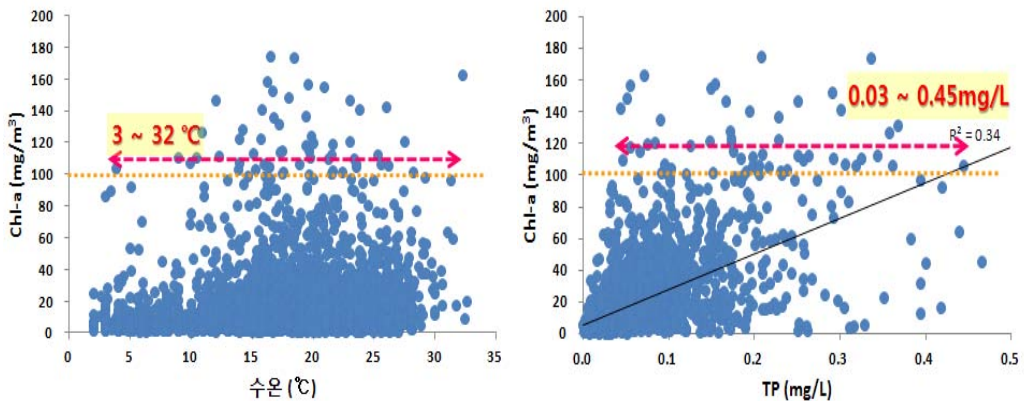 Chl-a (mg/m³)
200
180
160
140
120
100
80
60
40
20
0
3 ~ 32 ℃
0 5 10 15 20 25 30 35
수온 (℃)
Chl-a (mg/m³)
200
180
160
140
120
100
80
60
40
20
0
0.03 ~ 0.45mg/L
R² = 0.34
0.0 0.1 0.2 0.3 0.4 0.5
TP (mg/L)